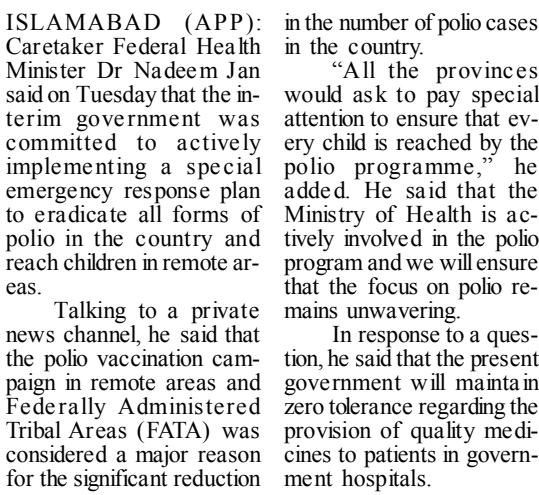 ISLAMABAD (APP):
Caretaker Federal Health
Minister Dr Nadeem Jan
said on Tuesday that the in-
terim government was
committed to actively
implementing a special
emergency response plan
to eradicate all forms of
polio in the country and
reach children in remote ar-
eas.
Talking to a private
news channel, he said that
the polio vaccination cam-
paign in remote areas and
Federally Administered
Tribal Areas (FATA) was
considered a major reason
for the significant reduction
in the number of polio cases
in the country.
“All the provinces
would ask to pay special
attention to ensure that ev-
ery child is reached by the
polio programme,” he
added. He said that the
Ministry of Health is ac-
tively involved in the polio
program and we will ensure
that the focus on polio re-
mains unwavering.
In response to a ques-
tion, he said that the present
government will maintain
zero tolerance regarding the
provision of quality medi-
cines to patients in govern-
ment hospitals.